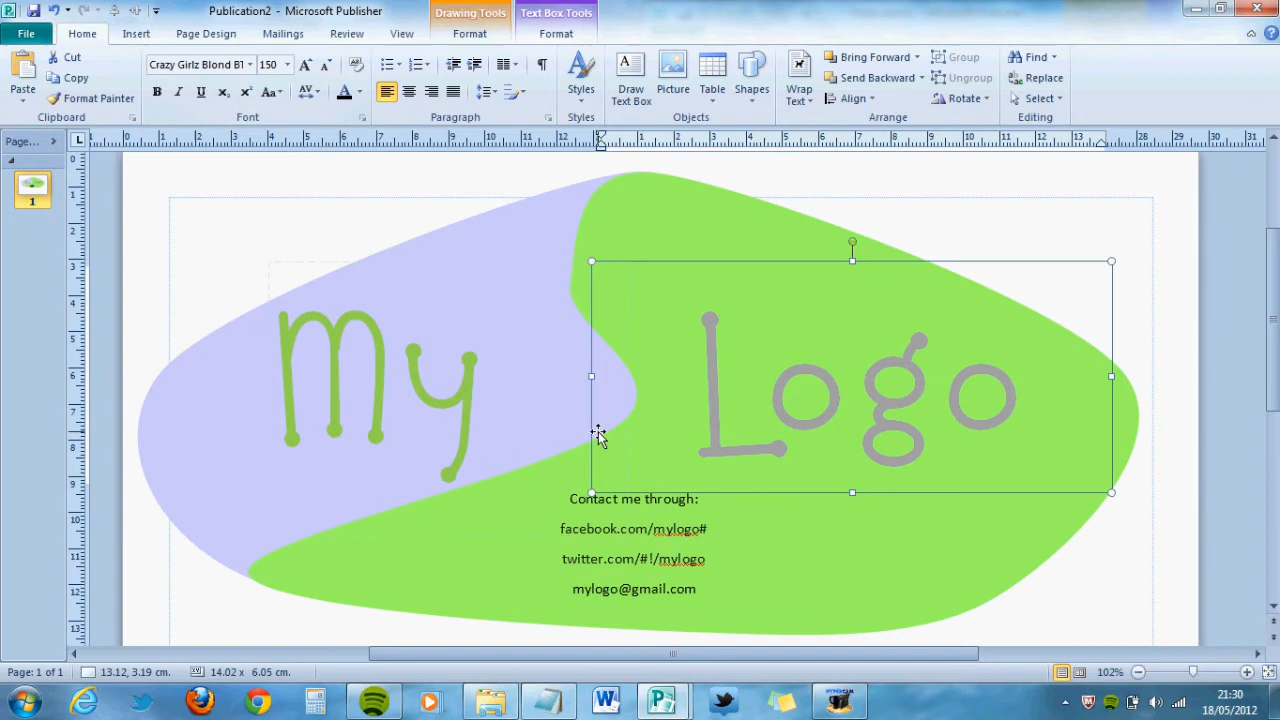 Publication2 - Microsoft Publisher
Drawing Tools
Text Box Tools
File
Home
Insert
Page Design
Mailings
Review
View
Format
Format
Paste
Cut
Copy
Format Painter
Clipboard
Crazy Girlz Blond BT
150
Font
Paragraph
Styles
Styles
Draw
Text Box
Picture
Table
Shapes
Objects
Wrap
Text
Bring Forward
Send Backward
Align
Group
Ungroup
Rotate
Arrange
Find
Replace
Select
Editing
Page...
1
My
Logo
Contact me through:
facebook.com/mylogo#
twitter.com/#!/mylogo
mylogo@gmail.com
Page: 1 of 1
13.12, 3.19 cm.
14.02 x 6.05 cm.
102%
21:30
18/05/2012